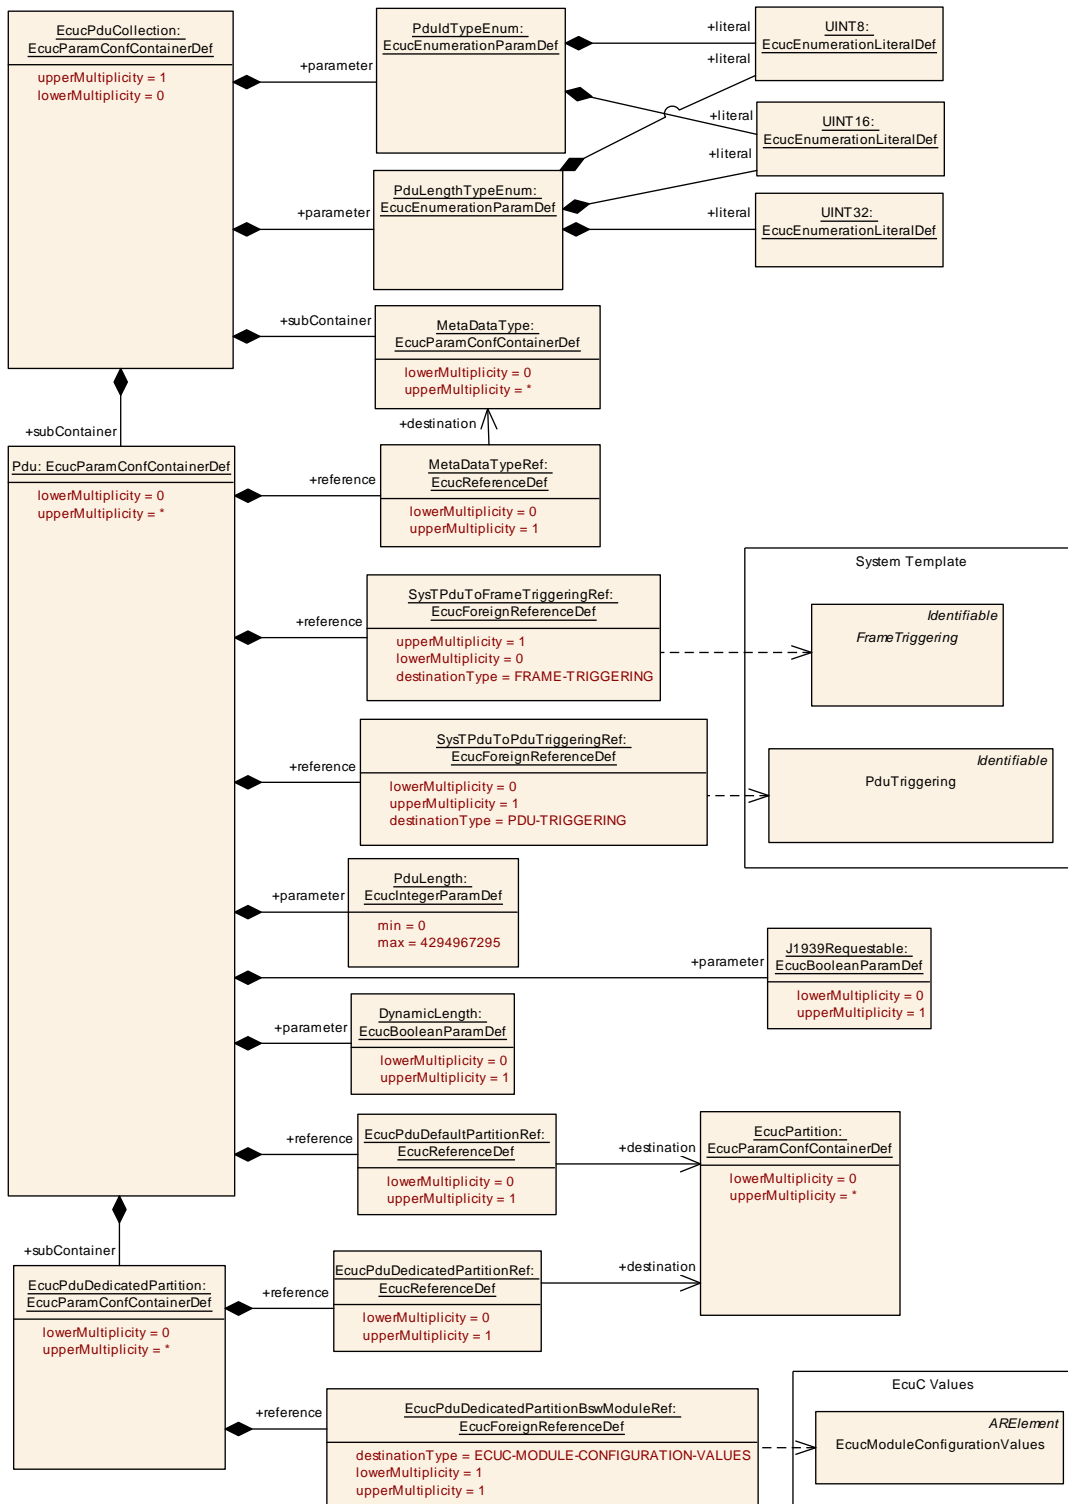 EcucPduCollection:
EcucParamConfContainerDef
upperMultiplicity = 1
lowerMultiplicity = 0
+parameter
PduIdTypeEnum:
EcucEnumerationParamDef
+literal
+literal
UINT8:
EcucEnumerationLiteralDef
+literal
+literal
UINT16:
EcucEnumerationLiteralDef
+parameter
PduLengthTypeEnum:
EcucEnumerationParamDef
+literal
UINT32:
EcucEnumerationLiteralDef
+subContainer
MetaDataType:
EcucParamConfContainerDef
lowerMultiplicity = 0
upperMultiplicity = *
+destination
+subContainer
Pdu: EcucParamConfContainerDef
lowerMultiplicity = 0
upperMultiplicity = *
+reference
MetaDataTypeRef:
EcucReferenceDef
lowerMultiplicity = 0
upperMultiplicity = 1
System Template
+reference
SysTPduToFrameTriggeringRef:
EcucForeignReferenceDef
upperMultiplicity = 1
lowerMultiplicity = 0
destinationType = FRAME-TRIGGERING
Identifiable
FrameTriggering
+reference
SysTPduToPduTriggeringRef:
EcucForeignReferenceDef
lowerMultiplicity = 0
upperMultiplicity = 1
destinationType = PDU-TRIGGERING
Identifiable
PduTriggering
+parameter
PduLength:
EcucIntegerParamDef
min = 0
max = 4294967295
+parameter
J1939Requestable:
EcucBooleanParamDef
lowerMultiplicity = 0
upperMultiplicity = 1
+parameter
DynamicLength:
EcucBooleanParamDef
lowerMultiplicity = 0
upperMultiplicity = 1
+reference
EcucPduDefaultPartitionRef:
EcucReferenceDef
lowerMultiplicity = 0
upperMultiplicity = 1
+destination
EcucPartition:
EcucParamConfContainerDef
lowerMultiplicity = 0
upperMultiplicity = *
+subContainer
EcucPduDedicatedPartition:
EcucParamConfContainerDef
lowerMultiplicity = 0
upperMultiplicity = *
+reference
EcucPduDedicatedPartitionRef:
EcucReferenceDef
lowerMultiplicity = 0
upperMultiplicity = 1
+destination
+reference
EcucPduDedicatedPartitionBswModuleRef:
EcucForeignReferenceDef
destinationType = ECUC-MODULE-CONFIGURATION-VALUES
lowerMultiplicity = 1
upperMultiplicity = 1
EcuC Values
ARElement
EcucModuleConfigurationValues